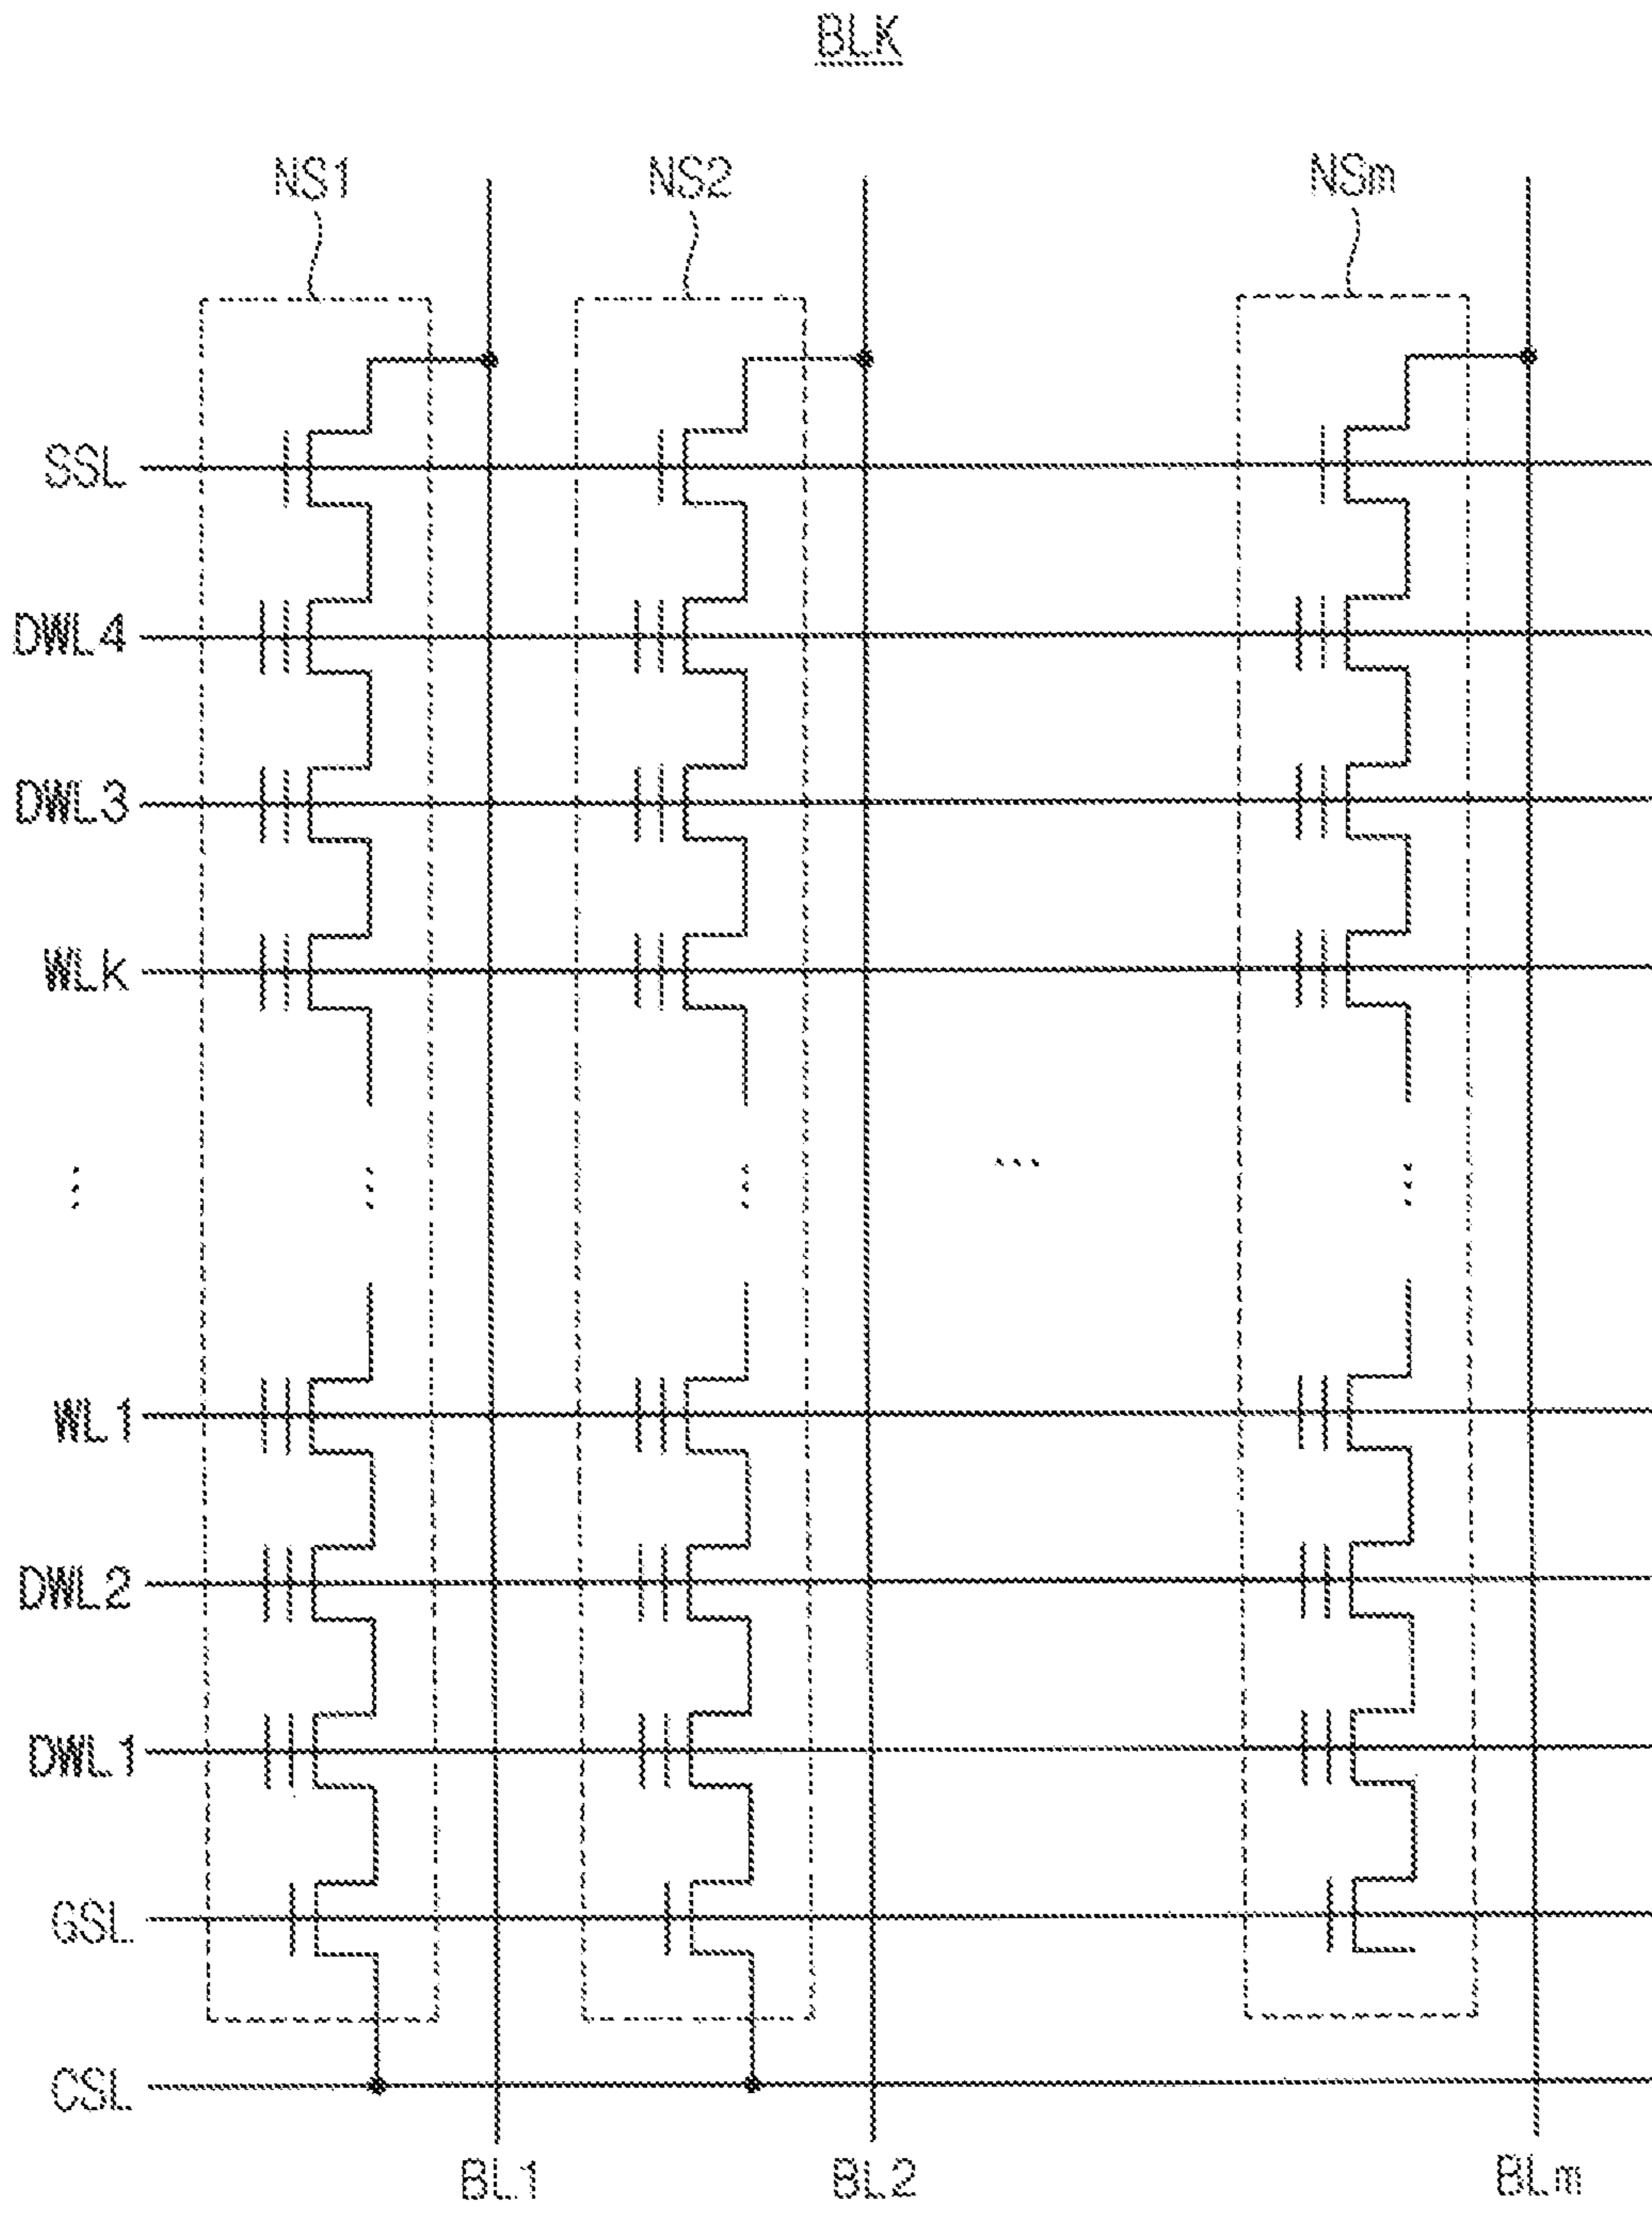 BLK
NS1 NS2 NSm
SSL
DWL4
DWL3
WLk
⋮ ⋮ ⋮ ... ⋮
WL1
DWL2
DWL1
GSL
CSL
BL1 BL2 BLm